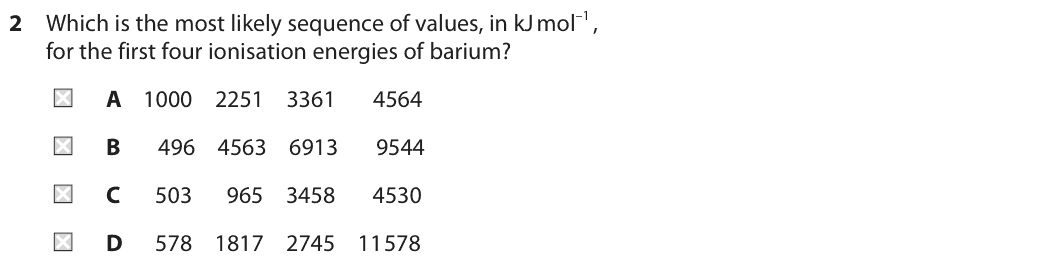 2 Which is the most likely sequence of values, in kJ mol⁻¹,
for the first four ionisation energies of barium?
A 1000 2251 3361 4564
B 496 4563 6913 9544
C 503 965 3458 4530
D 578 1817 2745 11578